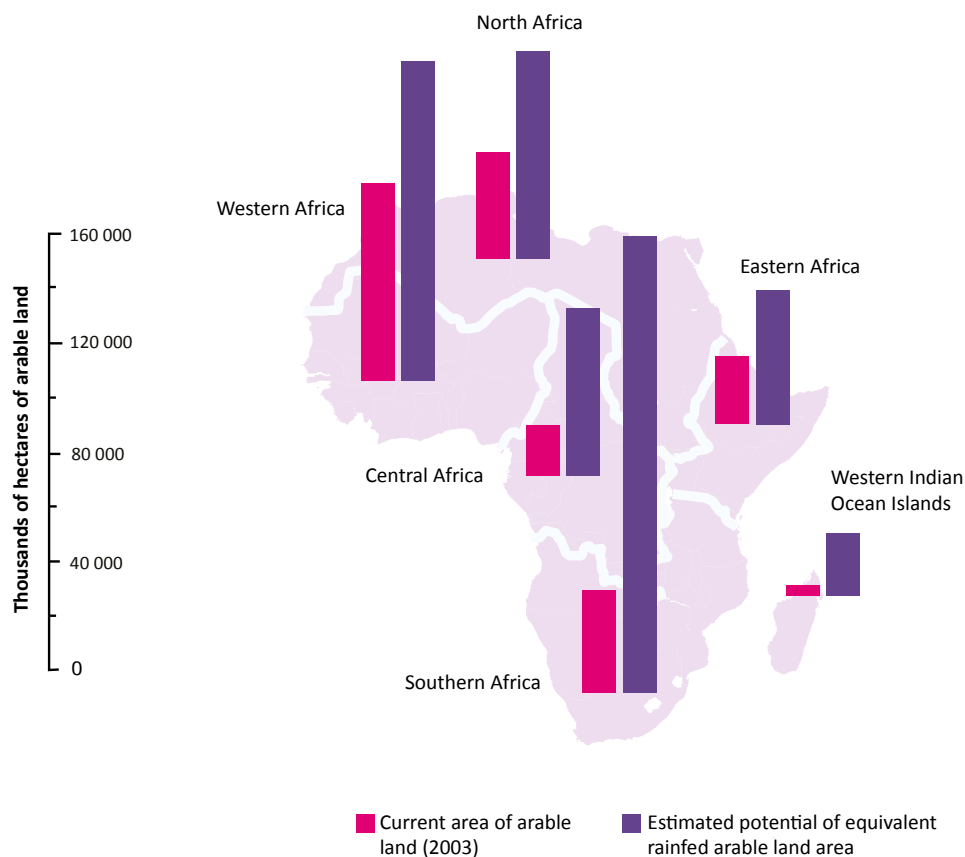 North Africa
Western Africa
160 000
Eastern Africa
120 000
80 000
Central Africa
Western Indian
Ocean Islands
40 000
0
Southern Africa
Thousands of hectares of arable land
Current area of arable
land (2003)
Estimated potential of equivalent
rainfed arable land area